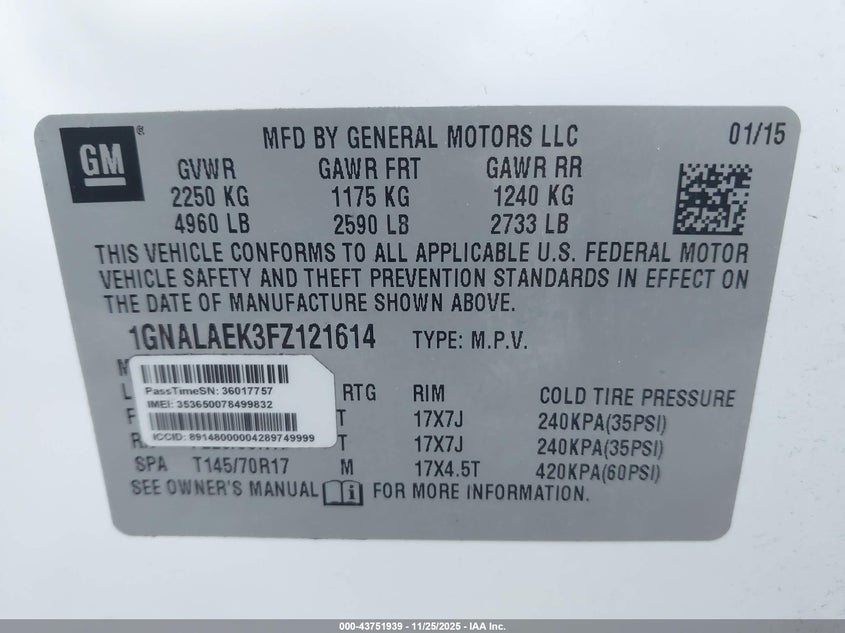 GM
®
MFD BY GENERAL MOTORS LLC 01/15
GVWR GAWR FRT GAWR RR
2250 KG 1175 KG 1240 KG
4960 LB 2590 LB 2733 LB
THIS VEHICLE CONFORMS TO ALL APPLICABLE U.S. FEDERAL MOTOR
VEHICLE SAFETY AND THEFT PREVENTION STANDARDS IN EFFECT ON
THE DATE OF MANUFACTURE SHOWN ABOVE.
1GNALAEK3FZ121614 TYPE: M.P.V.
PassTimeSN: 36017757
IMEI: 353650078499832
ICCID: 89148000004289749999
RTG RIM COLD TIRE PRESSURE
T 17X7J 240KPA(35PSI)
T 17X7J 240KPA(35PSI)
SPA T145/70R17 M 17X4.5T 420KPA(60PSI)
SEE OWNER'S MANUAL i FOR MORE INFORMATION.
000-43751939 - 11/25/2025 - IAA Inc.